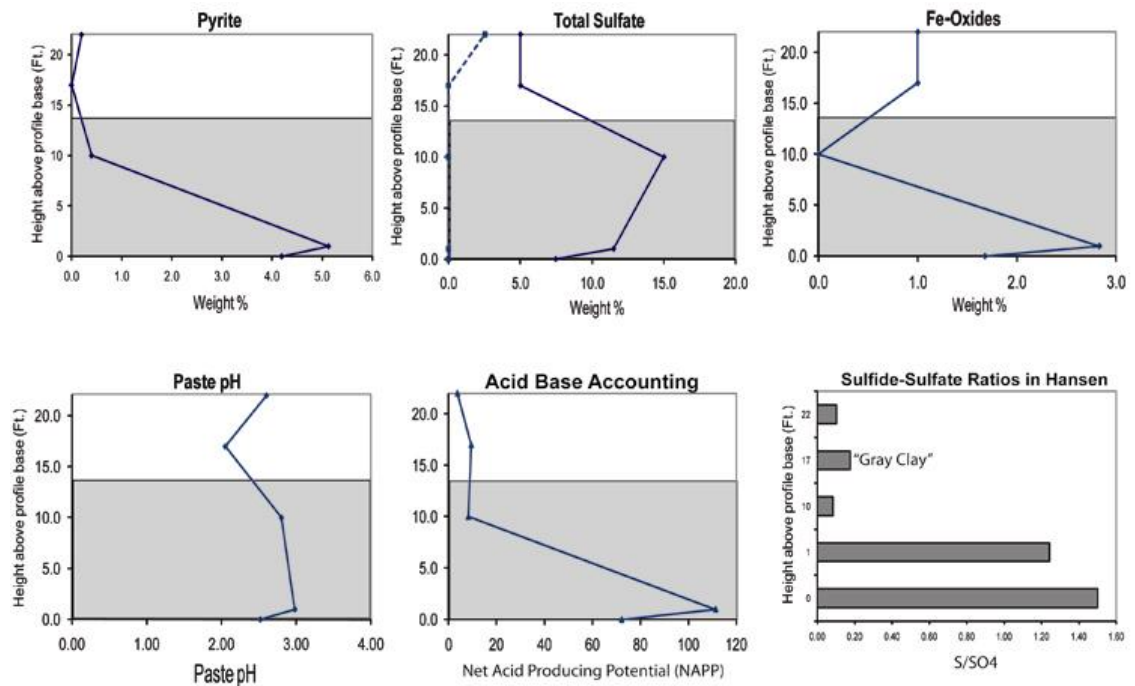 Pyrite
Height above profile base (Ft.)
20.0
15.0
10
5
0
0.0 1.0 2.0 3.0 4.0 5.0 6.0
Weight %
Total Sulfate
Height above profile base (Ft.)
20.0
15.0
10.0
5.0
0.0
0.0 5.0 10.0 15.0 20.0
Weight %
Fe-Oxides
Height above profile base (Ft.)
20.0
15.0
10.0
5.0
0.0
0.0 1.0 2.0 3.0
Weight %
Paste pH
Height above profile base (Ft.)
20.0
15.0
10.0
5.0
0.0
0.00 1.00 2.00 3.00 4.00
Paste pH
Acid Base Accounting
Height above profile base (Ft.)
20.0
15.0
10.0
5.0
0.0
0 20 40 60 80 100 120
Net Acid Producing Potential (NAPP)
Sulfide-Sulfate Ratios in Hansen
Height above profile base (Ft.)
22
17 "Gray Clay"
10
1
0
0.00 0.20 0.40 0.60 0.80 1.00 1.20 1.40 1.60
S/SO4